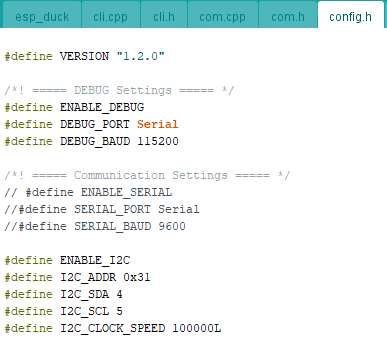 esp_duck cli.cpp cli.h com.cpp com.h config.h
#define VERSION "1.2.0"
/*! ===== DEBUG Settings ===== */
#define ENABLE_DEBUG
#define DEBUG_PORT Serial
#define DEBUG_BAUD 115200
/*! ===== Communication Settings ===== */
// #define ENABLE_SERIAL
//#define SERIAL_PORT Serial
//#define SERIAL_BAUD 9600
#define ENABLE_I2C
#define I2C_ADDR 0x31
#define I2C_SDA 4
#define I2C_SCL 5
#define I2C_CLOCK_SPEED 100000L